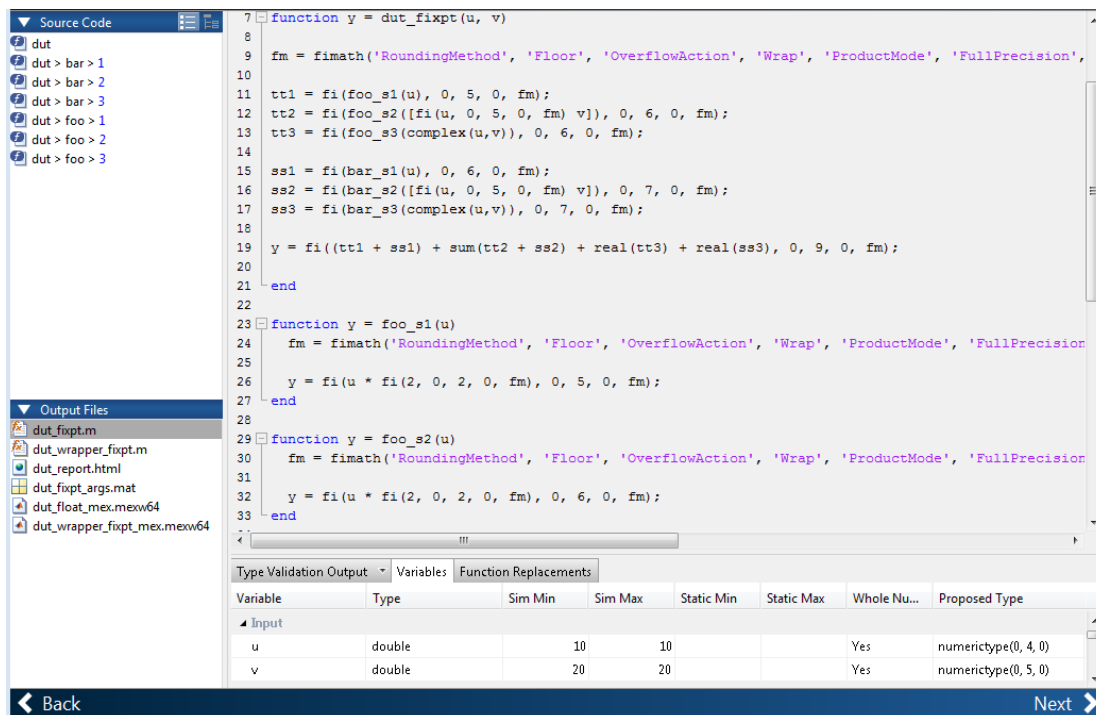 Source Code
dut
dut > bar > 1
dut > bar > 2
dut > bar > 3
dut > foo > 1
dut > foo > 2
dut > foo > 3
Output Files
dut_fixpt.m
dut_wrapper_fixpt.m
dut_report.html
dut_fixpt_args.mat
dut_float_mex.mexw64
dut_wrapper_fixpt_mex.mexw64
7 function y = dut_fixpt(u, v)
8
9 fm = fimath('RoundingMethod', 'Floor', 'OverflowAction', 'Wrap', 'ProductMode', 'FullPrecision',
10
11 tt1 = fi(foo_s1(u), 0, 5, 0, fm);
12 tt2 = fi(foo_s2([fi(u, 0, 5, 0, fm) v]), 0, 6, 0, fm);
13 tt3 = fi(foo_s3(complex(u,v)), 0, 6, 0, fm);
14
15 ss1 = fi(bar_s1(u), 0, 6, 0, fm);
16 ss2 = fi(bar_s2([fi(u, 0, 5, 0, fm) v]), 0, 7, 0, fm);
17 ss3 = fi(bar_s3(complex(u,v)), 0, 7, 0, fm);
18
19 y = fi((tt1 + ss1) + sum(tt2 + ss2) + real(tt3) + real(ss3), 0, 9, 0, fm);
20
21 end
22
23 function y = foo_s1(u)
24 fm = fimath('RoundingMethod', 'Floor', 'OverflowAction', 'Wrap', 'ProductMode', 'FullPrecision
25
26 y = fi(u * fi(2, 0, 2, 0, fm), 0, 5, 0, fm);
27 end
28
29 function y = foo_s2(u)
30 fm = fimath('RoundingMethod', 'Floor', 'OverflowAction', 'Wrap', 'ProductMode', 'FullPrecision
31
32 y = fi(u * fi(2, 0, 2, 0, fm), 0, 6, 0, fm);
33 end
Type Validation Output Variables Function Replacements
Variable Type Sim Min Sim Max Static Min Static Max Whole Nu... Proposed Type
Input
u double 10 10 Yes numerictype(0, 4, 0)
v double 20 20 Yes numerictype(0, 5, 0)
Back Next